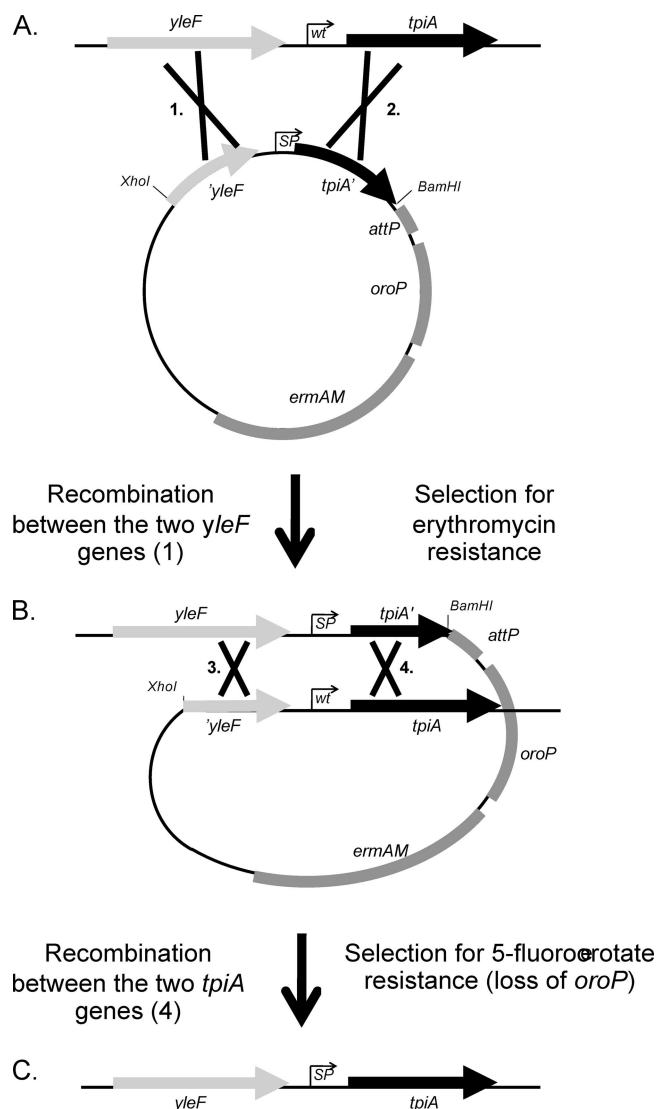 A.
yleF
wt
tpiA
1.
2.
SP
XhoI
'yleF
tpiA'
BamHI
attP
oroP
ermAM
Recombination
between the two yleF
genes (1)
Selection for
erythromycin
resistance
B.
yleF
SP
tpiA'
BamHI
attP
3.
4.
XhoI
wt
'yleF
tpiA
oroP
ermAM
Recombination
between the two tpiA
genes (4)
Selection for 5-fluoroorotate
resistance (loss of oroP)
C.
SP
yleF
tpiA